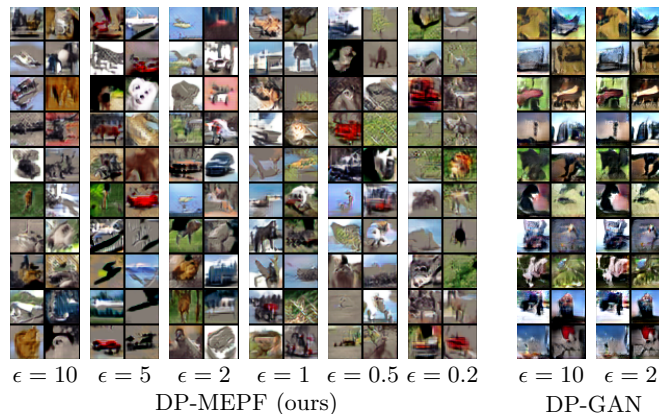 ϵ = 10 ϵ = 5 ϵ = 2 ϵ = 1 ϵ = 0.5 ϵ = 0.2 ϵ = 10 ϵ = 2
DP-MEPF (ours) DP-GAN